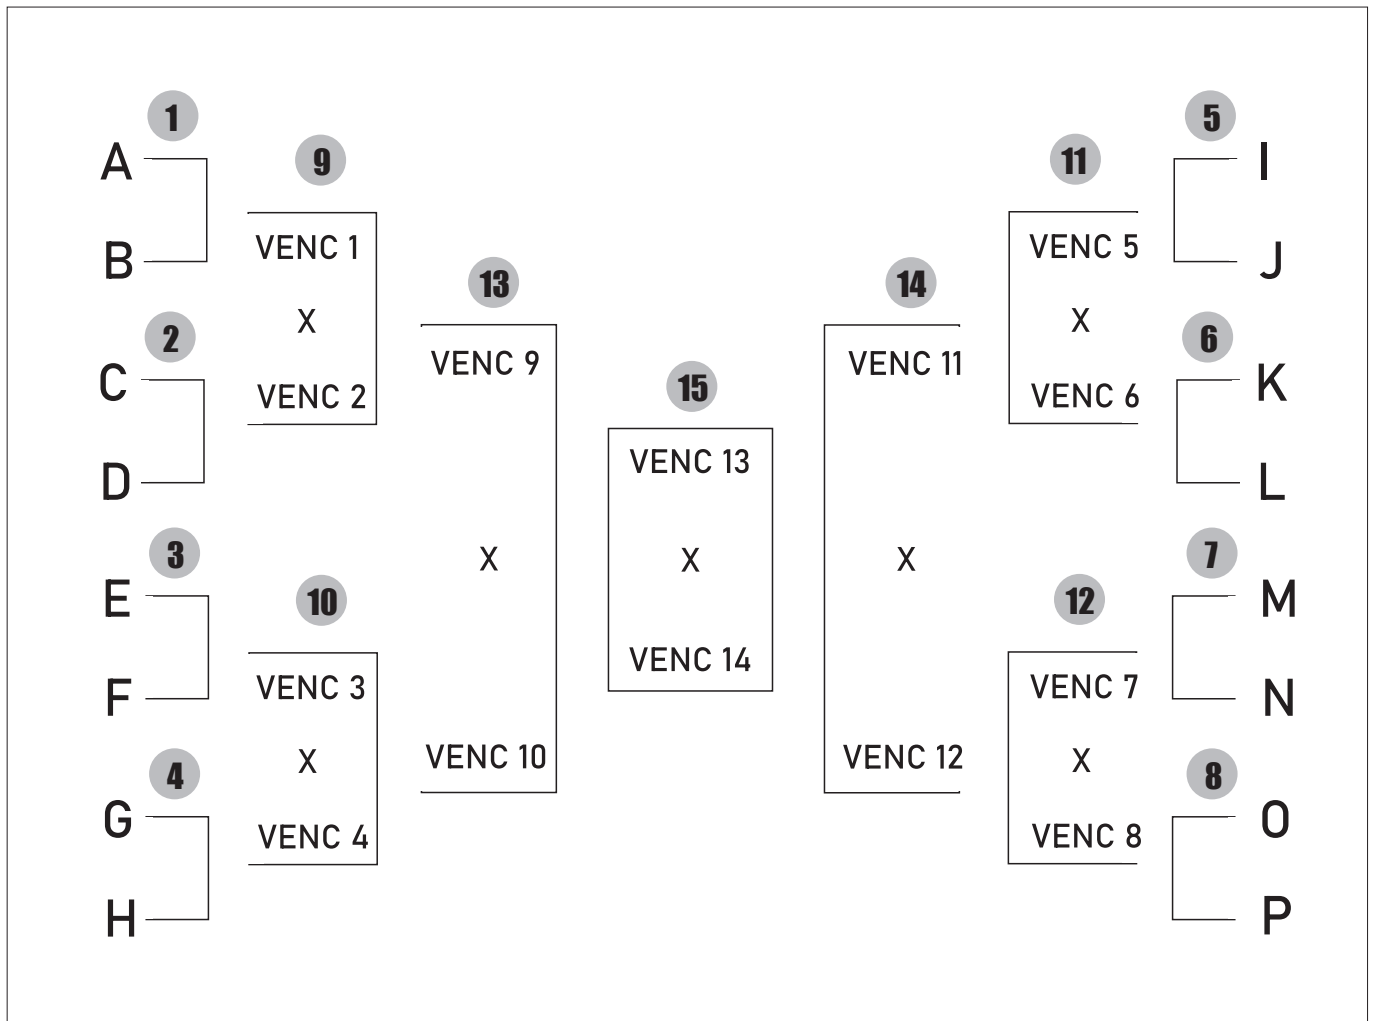 1
A
B
2
C
D
3
E
F
4
G
H
9
VENC 1
X
VENC 2
10
VENC 3
X
VENC 4
13
VENC 9
X
VENC 10
15
VENC 13
X
VENC 14
14
VENC 11
X
VENC 12
11
VENC 5
X
VENC 6
12
VENC 7
X
VENC 8
5
I
J
6
K
L
7
M
N
8
O
P